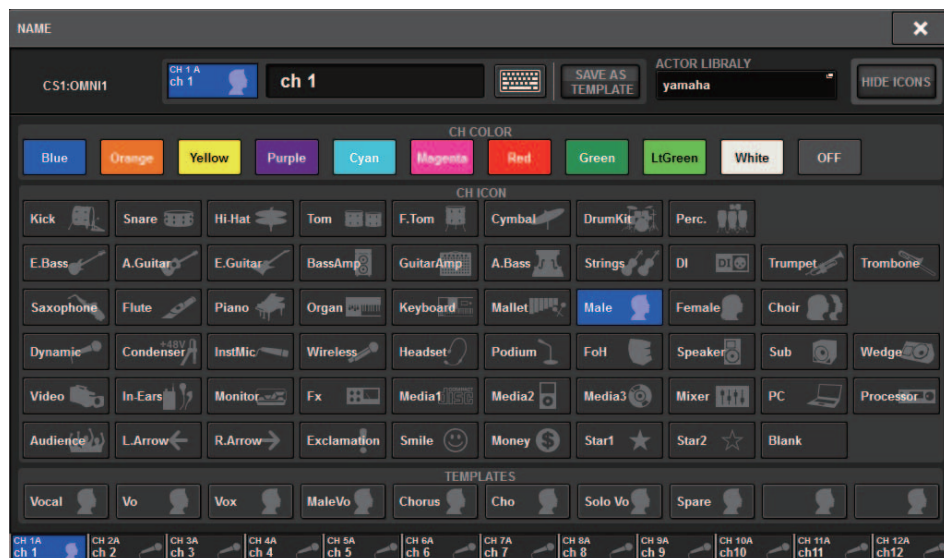 NAME
CS1:OMNI1
CH 1 A
ch 1
ch 1
SAVE AS
TEMPLATE
ACTOR LIBRALY
yamaha
HIDE ICONS
CH COLOR
Blue Orange Yellow Purple Cyan Magenta Red Green LtGreen White OFF
CH ICON
Kick Snare Hi-Hat Tom F.Tom Cymbal DrumKit Perc.
E.Bass A.Guitar E.Guitar BassAmp GuitarAmp A.Bass Strings DI DI Trumpet Trombone
Saxophone Flute Piano Organ Keyboard Mallet Male Female Choir
Dynamic Condenser +48V InstMic Wireless Headset Podium FoH Speaker Sub Wedge
Video In-Ears Monitor Fx Media1 Media2 Media3 Mixer PC Processor
Audience L.Arrow R.Arrow Exclamation Smile Money $ Star1 Star2 Blank
TEMPLATES
Vocal Vo Vox MaleVo Chorus Cho Solo Vo Spare
CH 1A CH 2A CH 3A CH 4A CH 5A CH 6A CH 7A CH 8A CH 9A CH 10A CH 11A CH 12A
ch 1 ch 2 ch 3 ch 4 ch 5 ch 6 ch 7 ch 8 ch 9 ch10 ch11 ch12